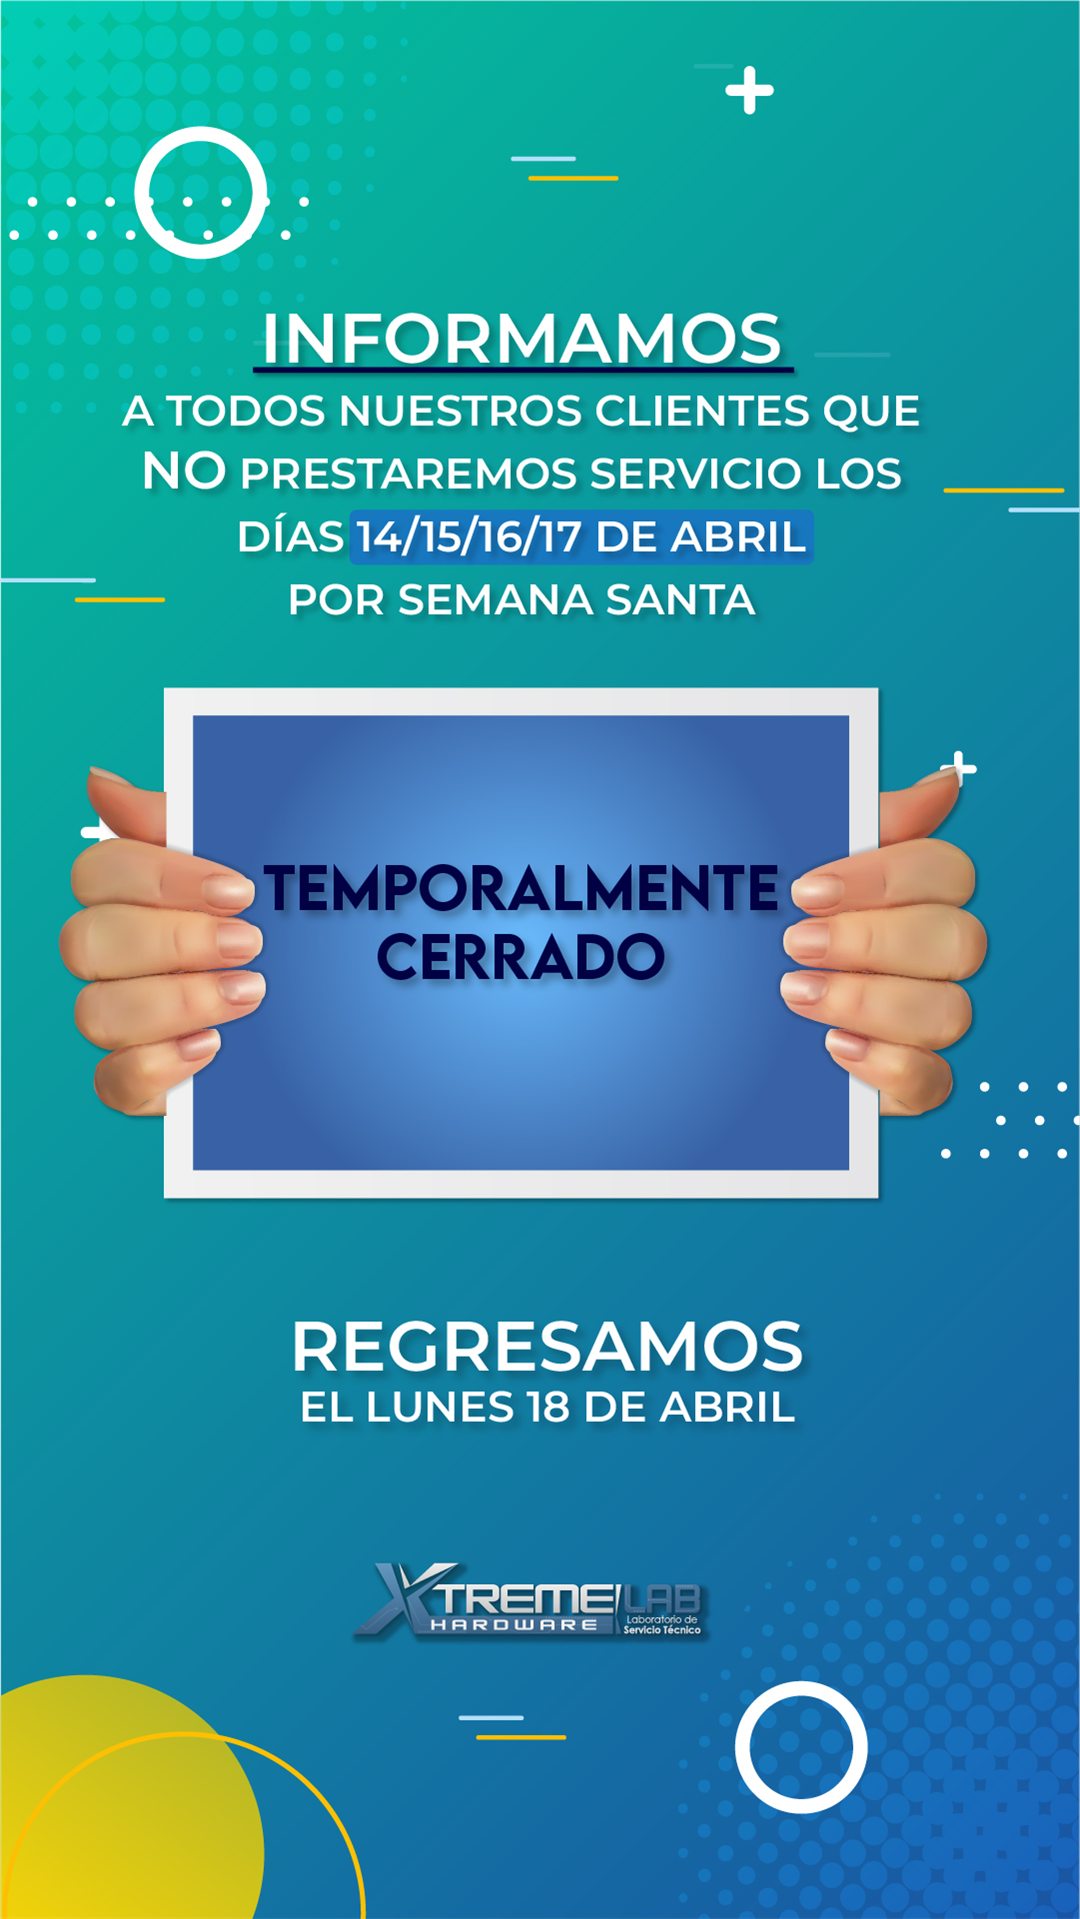 INFORMAMOS
A TODOS NUESTROS CLIENTES QUE
NO PRESTAREMOS SERVICIO LOS
DÍAS 14/15/16/17 DE ABRIL
POR SEMANA SANTA
TEMPORALMENTE
CERRADO
REGRESAMOS
EL LUNES 18 DE ABRIL
XTREME LAB
HARDWARE
Laboratorio de
Servicio Técnico